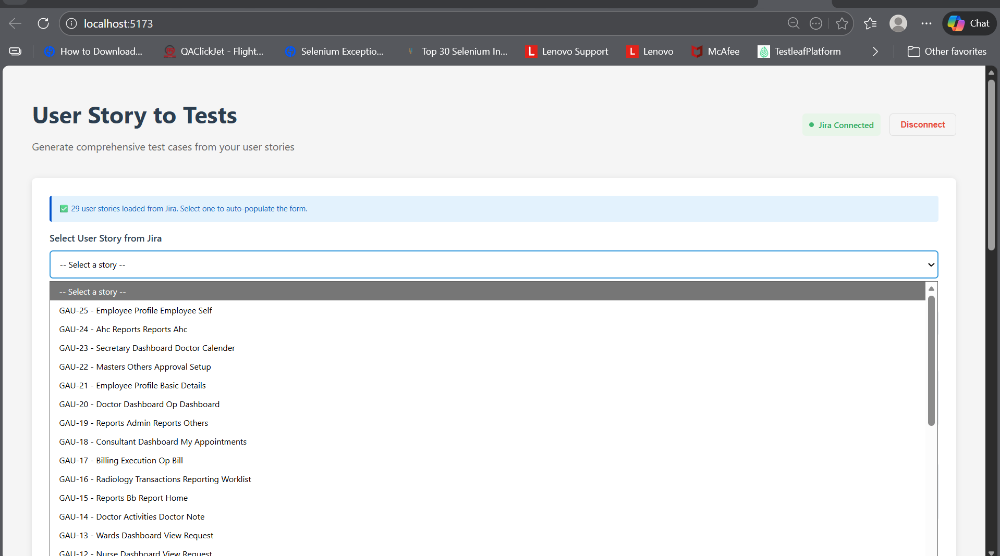 localhost:5173
Chat
How to Download...
QAClickJet - Flight...
Selenium Exceptio...
Top 30 Selenium In...
L Lenovo Support
L Lenovo
McAfee
TestleafPlatform
Other favorites
User Story to Tests
Jira Connected
Disconnect
Generate comprehensive test cases from your user stories
29 user stories loaded from Jira. Select one to auto-populate the form.
Select User Story from Jira
-- Select a story --
-- Select a story --
GAU-25 - Employee Profile Employee Self
GAU-24 - Ahc Reports Reports Ahc
GAU-23 - Secretary Dashboard Doctor Calender
GAU-22 - Masters Others Approval Setup
GAU-21 - Employee Profile Basic Details
GAU-20 - Doctor Dashboard Op Dashboard
GAU-19 - Reports Admin Reports Others
GAU-18 - Consultant Dashboard My Appointments
GAU-17 - Billing Execution Op Bill
GAU-16 - Radiology Transactions Reporting Worklist
GAU-15 - Reports Bb Report Home
GAU-14 - Doctor Activities Doctor Note
GAU-13 - Wards Dashboard View Request
GAU-12 - Nurse Dashboard View Request